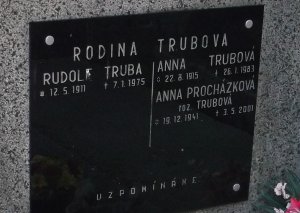 RODINA TRUBOVA
RUDOLF TRUBA
* 12.5.1911 † 7.1.1975
ANNA TRUBOVÁ
* 22.8.1915 † 26.1.1983
ANNA PROCHÁZKOVÁ
roz. TRUBOVÁ
* 19.12.1941 † 3.5.2001
UZPOMÍNÁME